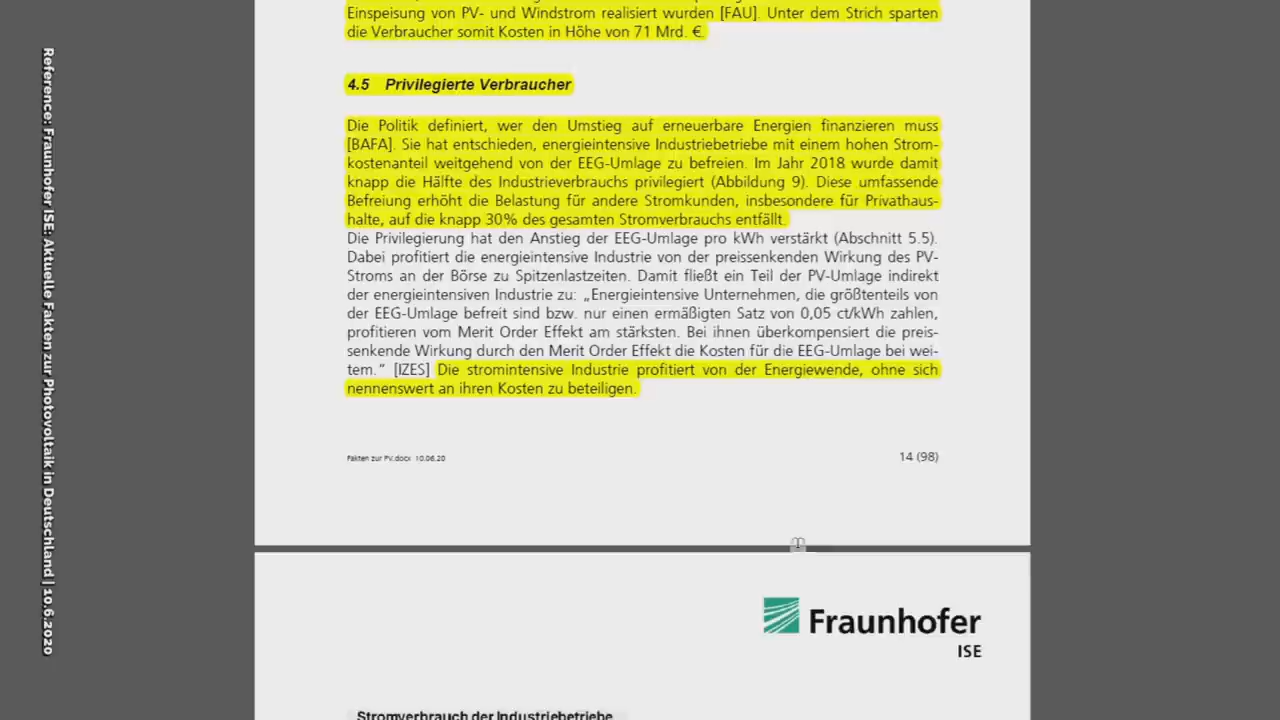 Reference: Fraunhofer ISE: Aktuelle Fakten zur Photovoltaik in Deutschland | 10.6.2020
Einspeisung von PV- und Windstrom realisiert wurden [FAU]. Unter dem Strich sparten
die Verbraucher somit Kosten in Höhe von 71 Mrd. €.
4.5 Privilegierte Verbraucher
Die Politik definiert, wer den Umstieg auf erneuerbare Energien finanzieren muss
[BAFA]. Sie hat entschieden, energieintensive Industriebetriebe mit einem hohen Strom-
kostenanteil weitgehend von der EEG-Umlage zu befreien. Im Jahr 2018 wurde damit
knapp die Hälfte des Industrieverbrauchs privilegiert (Abbildung 9). Diese umfassende
Befreiung erhöht die Belastung für andere Stromkunden, insbesondere für Privathaus-
halte, auf die knapp 30% des gesamten Stromverbrauchs entfällt.
Die Privilegierung hat den Anstieg der EEG-Umlage pro kWh verstärkt (Abschnitt 5.5).
Dabei profitiert die energieintensive Industrie von der preissenkenden Wirkung des PV-
Stroms an der Börse zu Spitzenlastzeiten. Damit fließt ein Teil der PV-Umlage indirekt
der energieintensiven Industrie zu: „Energieintensive Unternehmen, die größtenteils von
der EEG-Umlage befreit sind bzw. nur einen ermäßigten Satz von 0,05 ct/kWh zahlen,
profitieren vom Merit Order Effekt am stärksten. Bei ihnen überkompensiert die preis-
senkende Wirkung durch den Merit Order Effekt die Kosten für die EEG-Umlage bei wei-
tem.“ [IZES] Die stromintensive Industrie profitiert von der Energiewende, ohne sich
nennenswert an ihren Kosten zu beteiligen.
Fakten zur PV.docx 10.06.20
14 (98)
Fraunhofer
ISE
Stromverbrauch der Industriebetriebe